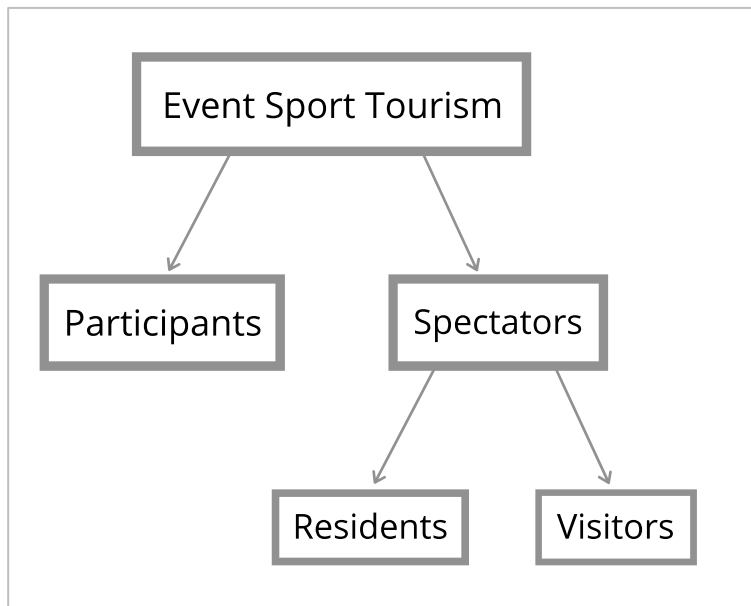 Event Sport Tourism
Participants
Spectators
Residents
Visitors